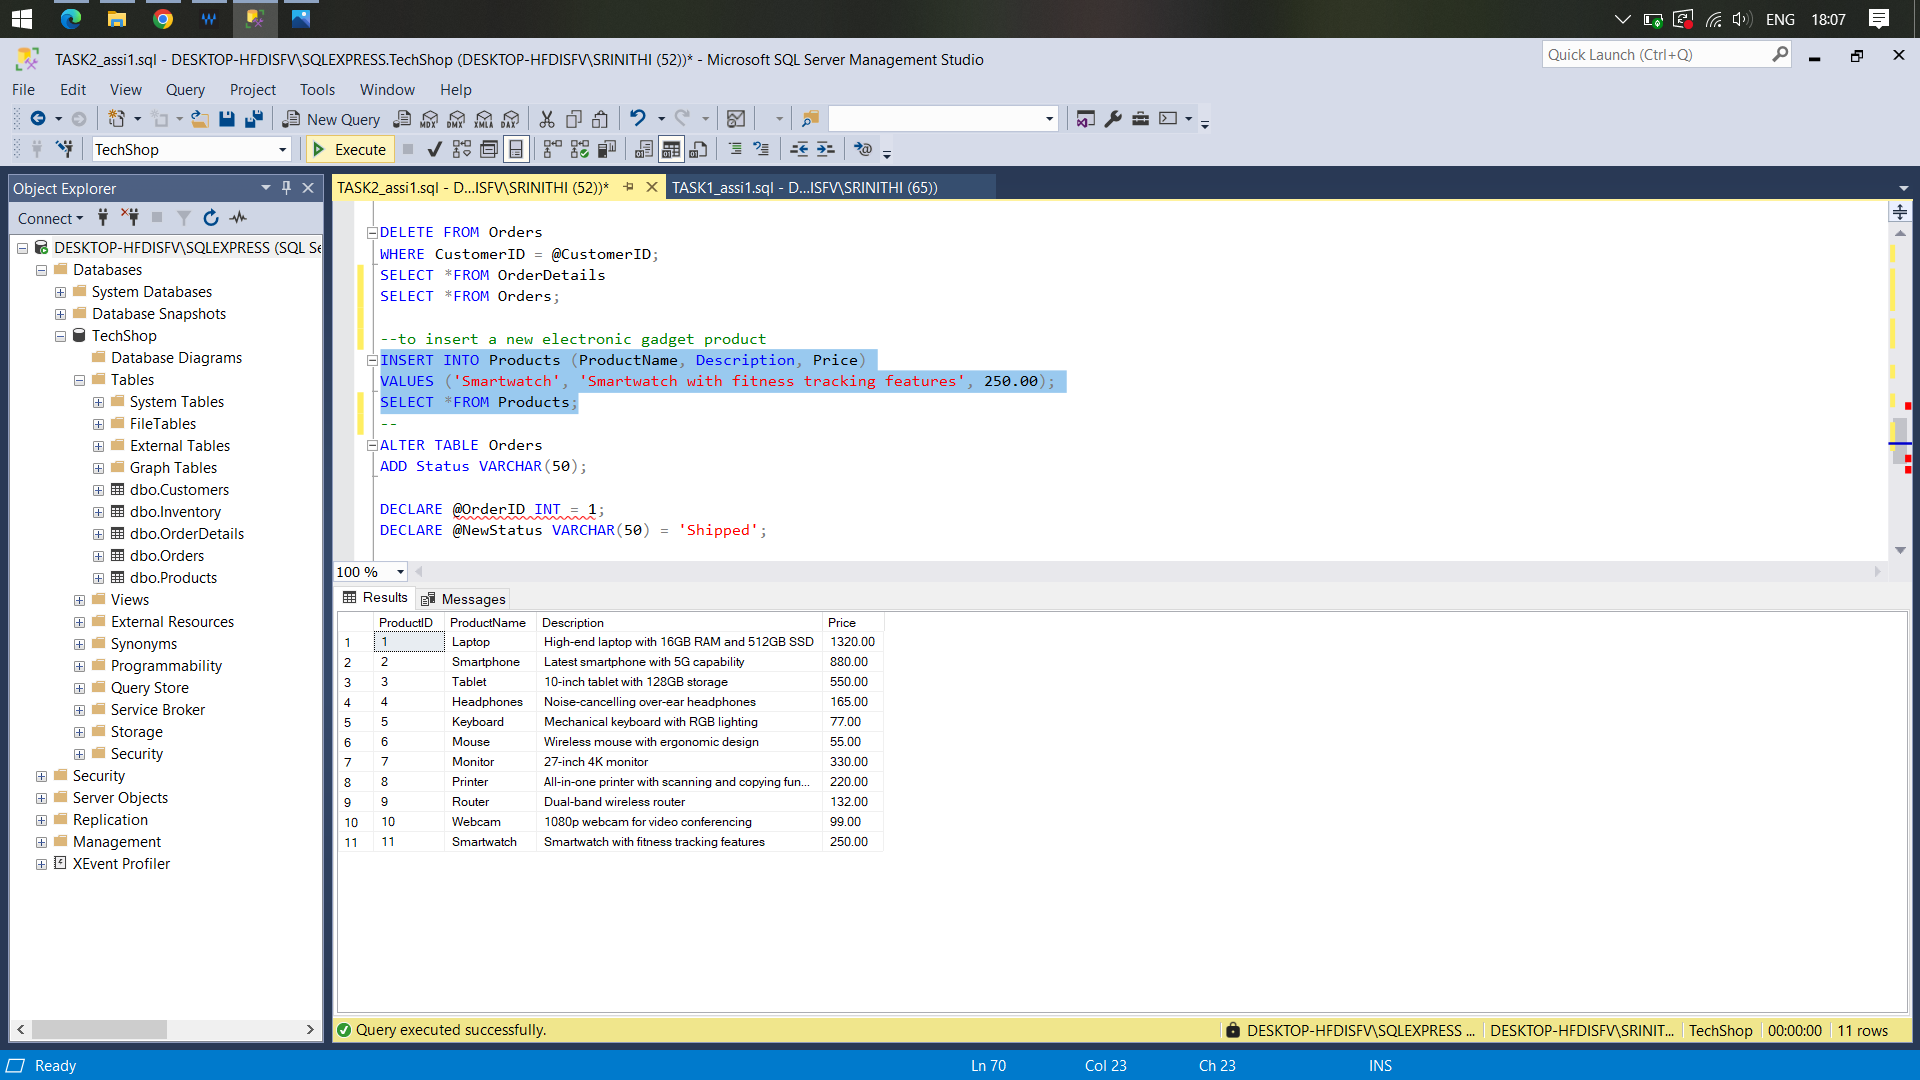 ENG 18:07
TASK2_assi1.sql - DESKTOP-HFDISFV\SQLEXPRESS.TechShop (DESKTOP-HFDISFV\SRINITHI (52))* - Microsoft SQL Server Management Studio
Quick Launch (Ctrl+Q)
File Edit View Query Project Tools Window Help
New Query MDX DMX XMLA DAX
TechShop Execute
Object Explorer
Connect
DESKTOP-HFDISFV\SQLEXPRESS (SQL Se
Databases
System Databases
Database Snapshots
TechShop
Database Diagrams
Tables
System Tables
FileTables
External Tables
Graph Tables
dbo.Customers
dbo.Inventory
dbo.OrderDetails
dbo.Orders
dbo.Products
Views
External Resources
Synonyms
Programmability
Query Store
Service Broker
Storage
Security
Security
Server Objects
Replication
Management
XEvent Profiler
TASK2_assi1.sql - D...ISFV\SRINITHI (52))* TASK1_assi1.sql - D...ISFV\SRINITHI (65))
DELETE FROM Orders
WHERE CustomerID = @CustomerID;
SELECT *FROM OrderDetails
SELECT *FROM Orders;
--to insert a new electronic gadget product
INSERT INTO Products (ProductName, Description, Price)
VALUES ('Smartwatch', 'Smartwatch with fitness tracking features', 250.00);
SELECT *FROM Products;
--
ALTER TABLE Orders
ADD Status VARCHAR(50);
DECLARE @OrderID INT = 1;
DECLARE @NewStatus VARCHAR(50) = 'Shipped';
100 %
Results Messages
ProductID ProductName Description Price
1 1 Laptop High-end laptop with 16GB RAM and 512GB SSD 1320.00
2 2 Smartphone Latest smartphone with 5G capability 880.00
3 3 Tablet 10-inch tablet with 128GB storage 550.00
4 4 Headphones Noise-cancelling over-ear headphones 165.00
5 5 Keyboard Mechanical keyboard with RGB lighting 77.00
6 6 Mouse Wireless mouse with ergonomic design 55.00
7 7 Monitor 27-inch 4K monitor 330.00
8 8 Printer All-in-one printer with scanning and copying fun... 220.00
9 9 Router Dual-band wireless router 132.00
10 10 Webcam 1080p webcam for video conferencing 99.00
11 11 Smartwatch Smartwatch with fitness tracking features 250.00
Query executed successfully. DESKTOP-HFDISFV\SQLEXPRESS ... DESKTOP-HFDISFV\SRINIT... TechShop 00:00:00 11 rows
Ready Ln 70 Col 23 Ch 23 INS